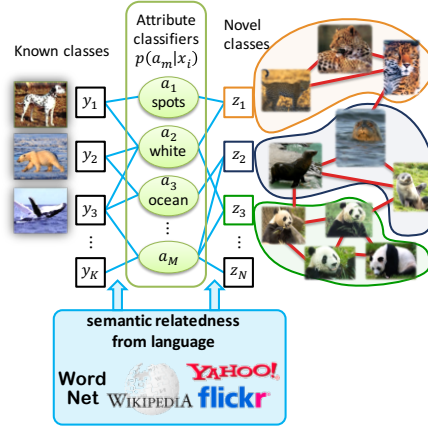 Known classes
Attribute
classifiers
p(a_m|x_i)
Novel
classes
y_1
a_1
spots
z_1
y_2
a_2
white
z_2
y_3
a_3
ocean
z_3
⋮
⋮
⋮
y_K
a_M
z_N
semantic relatedness
from language
Word
Net
WIKIPEDIA
YAHOO!
flickr